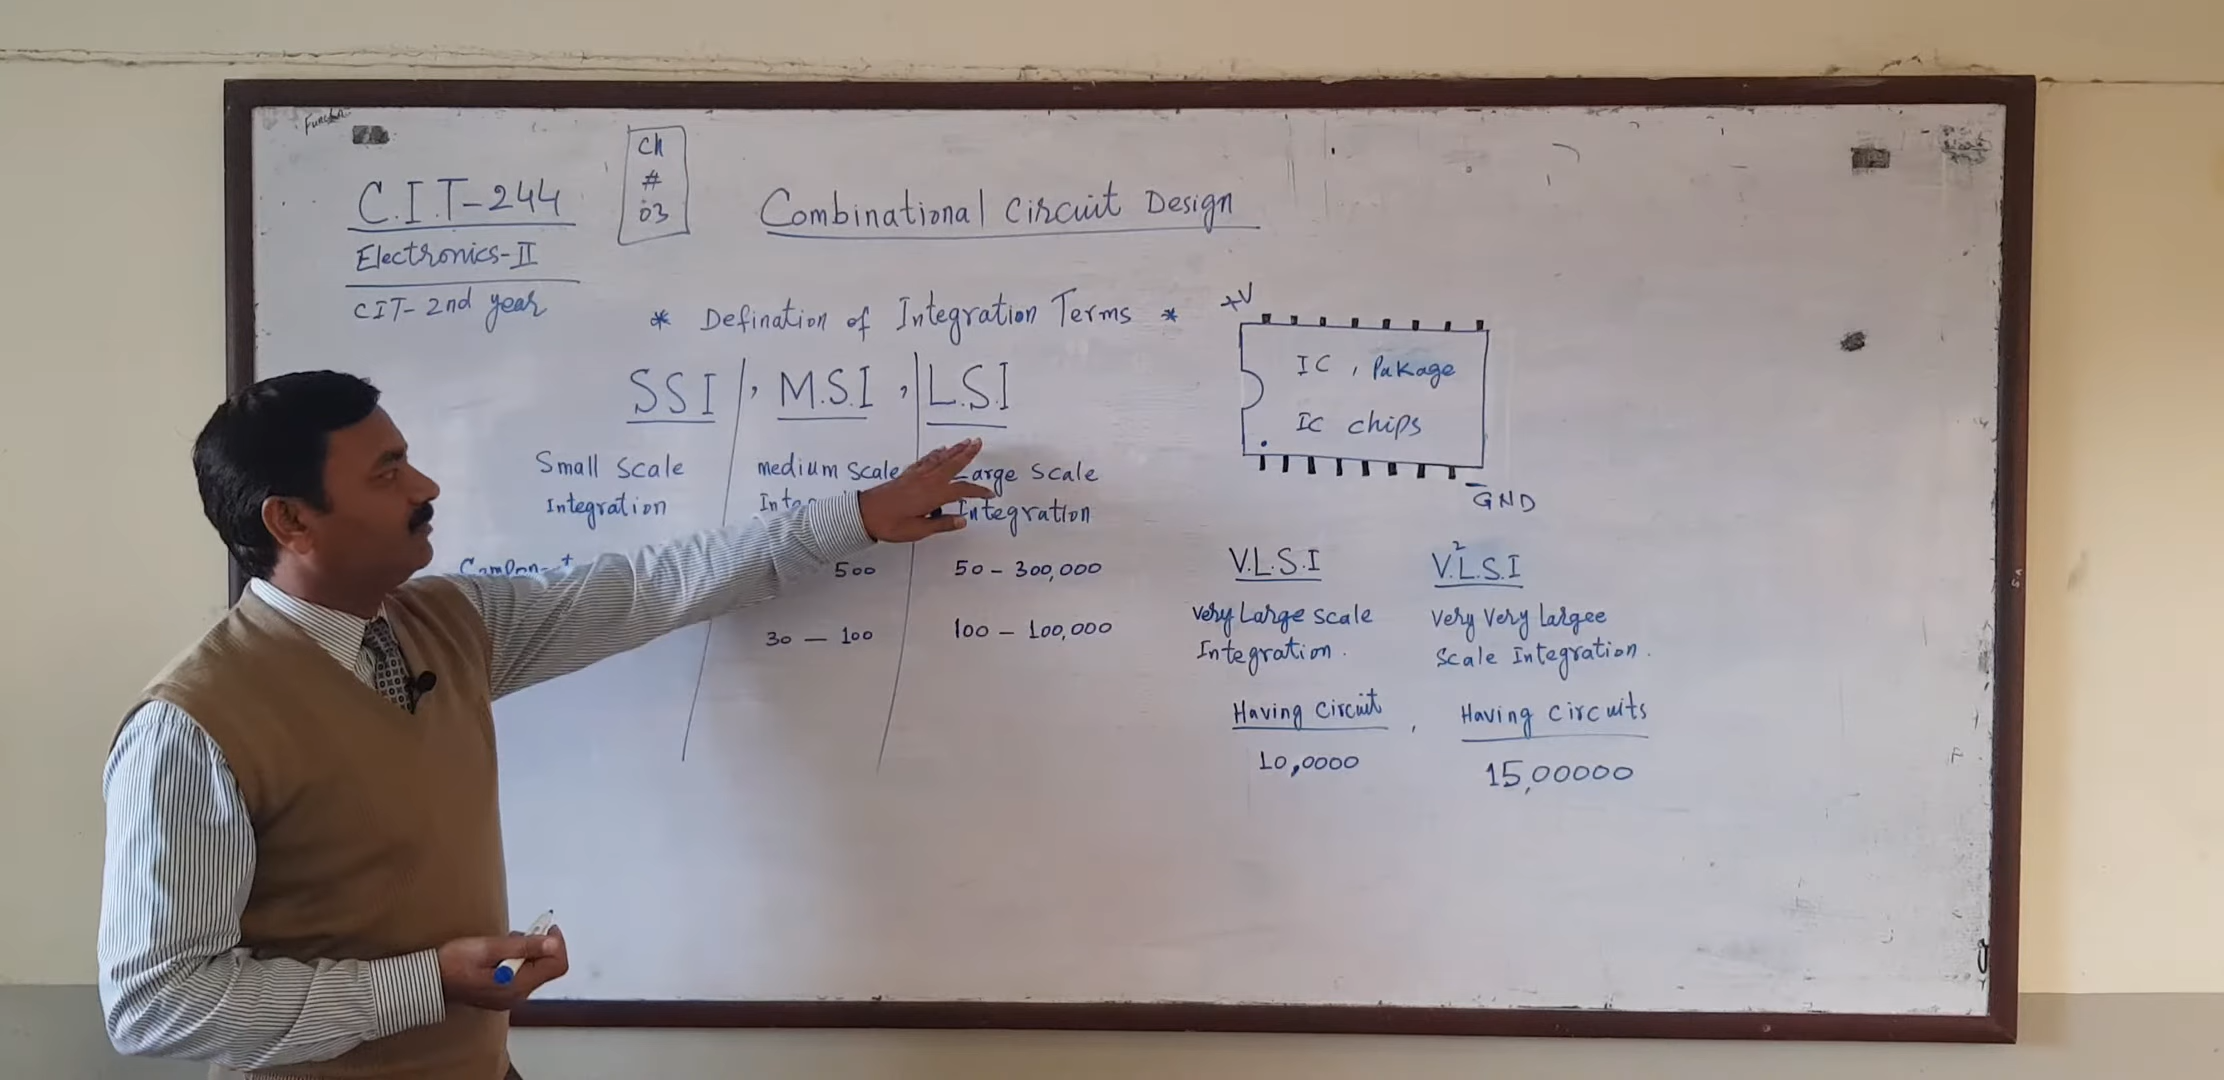 Ch
#
03
C.I.T-244
Electronics-II
CIT- 2nd year
Combinational Circuit Design
* Defination of Integration Terms *
SSI , M.S.I , L.S.I
Small Scale
Integration
medium Scale
Large Scale
Integration
500
50 - 300,000
30 — 100
100 - 100,000
+V
IC , Pakage
IC chips
GND
V.L.S.I
Very Large Scale
Integration.
Having Circuit
10,0000
,
V²L.S.I
Very Very Largee
Scale Integration.
Having Circuits
15,00000